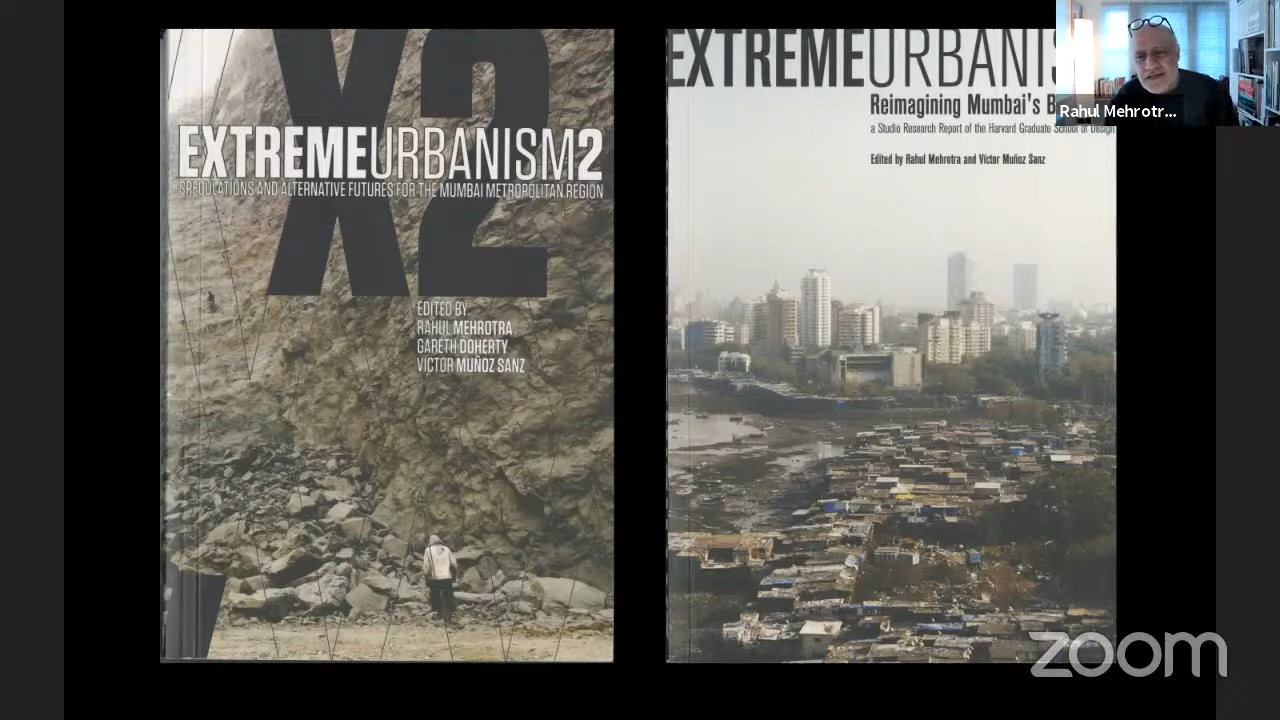 X2
EXTREMEURBANISM2
SPECULATIONS AND ALTERNATIVE FUTURES FOR THE MUMBAI METROPOLITAN REGION
EDITED BY
RAHUL MEHROTRA
GARETH DOHERTY
VÍCTOR MUÑOZ SANZ
EXTREMEURBANIS
Reimagining Mumbai's B
a Studio Research Report of the Harvard Graduate School of Design
Edited by Rahul Mehrotra and Víctor Muñoz Sanz
Rahul Mehrotr...
zoom